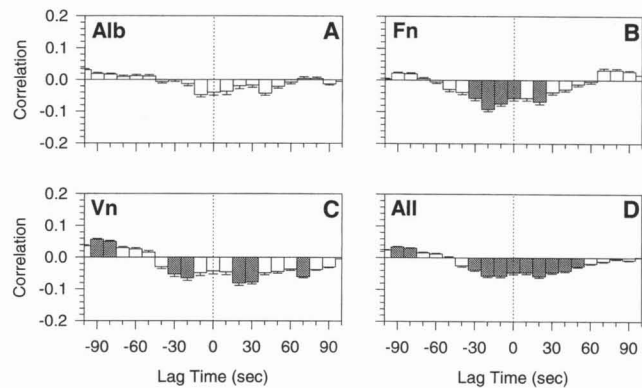 0.2
0.1
0.0
-0.1
-0.2
Correlation
Alb
A
Fn
B
0.2
0.1
0.0
-0.1
-0.2
Correlation
Vn
C
All
D
-90 -60 -30 0 30 60 90
-90 -60 -30 0 30 60 90
Lag Time (sec)
Lag Time (sec)